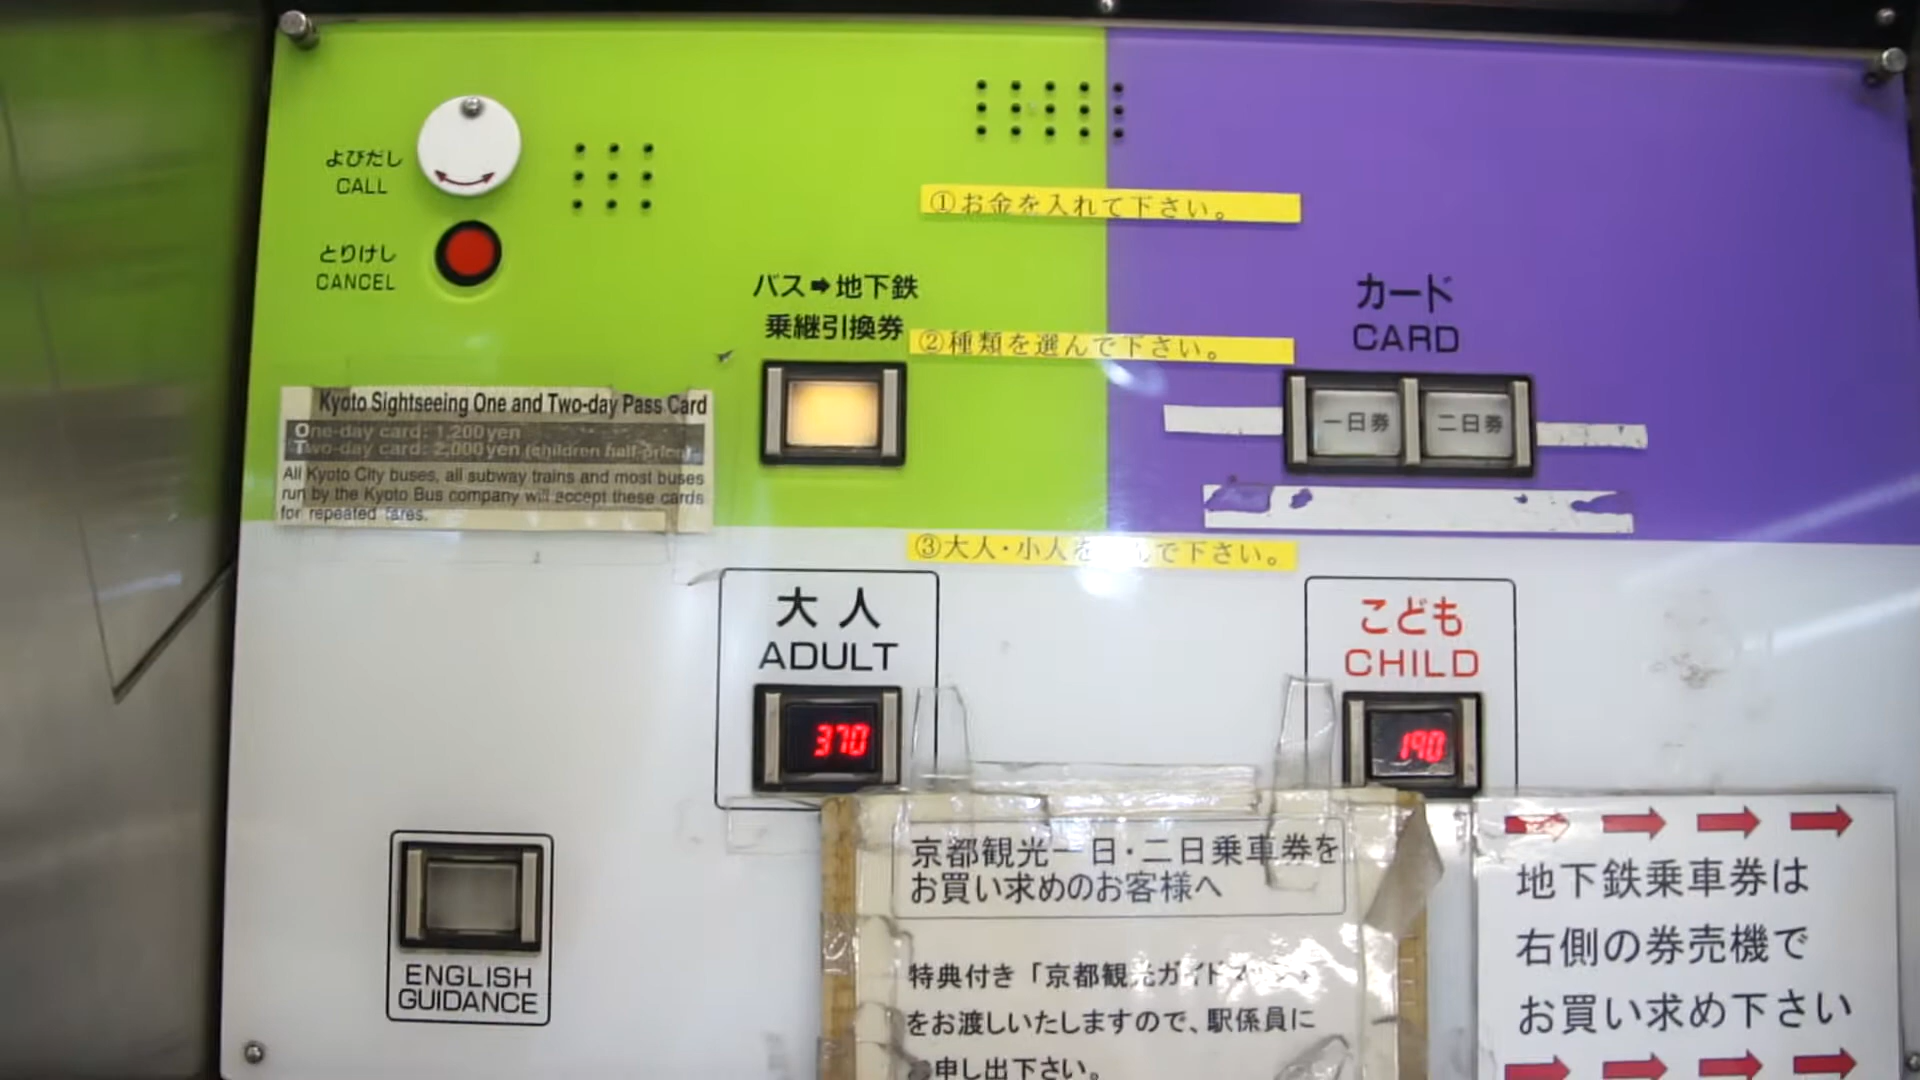 よびだし
CALL
とりけし
CANCEL
①お金を入れて下さい。
バス➡地下鉄
乗継引換券
②種類を選んで下さい。
カード
CARD
一日券
二日券
Kyoto Sightseeing One and Two-day Pass Card
One-day card: 1,200yen
Two-day card: 2,000yen (children half-price)
All Kyoto City buses, all subway trains and most buses
run by the Kyoto Bus company will accept these cards
for repeated fares.
③大人・小人を んで下さい。
大人
ADULT
370
こども
CHILD
190
ENGLISH
GUIDANCE
京都観光一日・二日乗車券を
お買い求めのお客様へ
特典付き「京都観光ガイド
をお渡しいたしますので、駅係員に
申し出下さい。
地下鉄乗車券は
右側の券売機で
お買い求め下さい